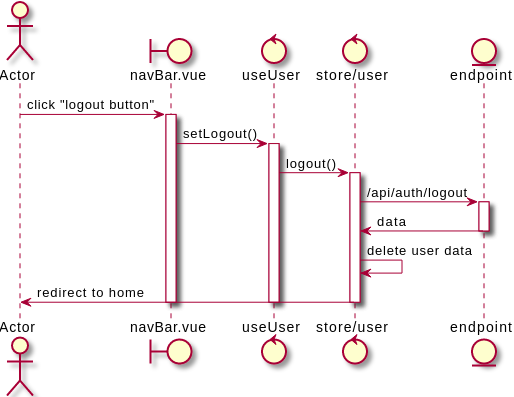 Actor navBar.vue useUser store/user endpoint
click "logout button"
setLogout()
logout()
/api/auth/logout
data
delete user data
redirect to home
Actor navBar.vue useUser store/user endpoint